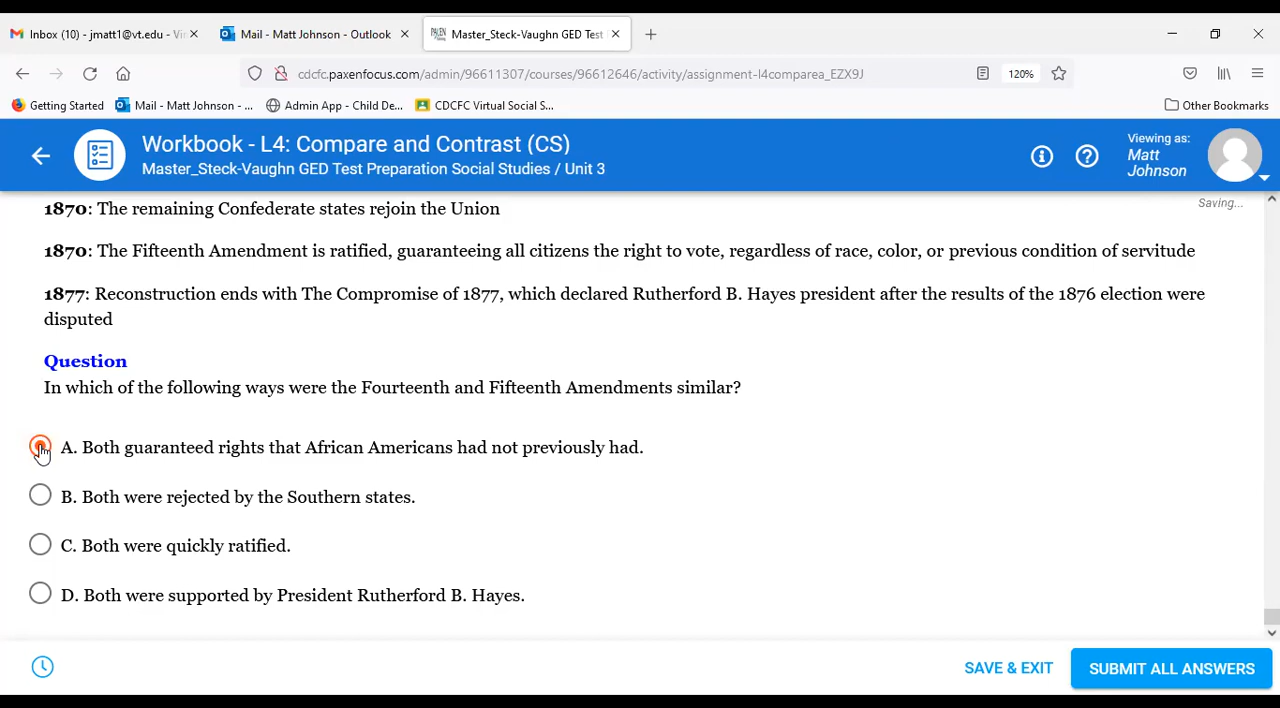 Inbox (10) - jmatt1@vt.edu - Vir
Mail - Matt Johnson - Outlook
PAXEN
Master_Steck-Vaughn GED Test
cdcfc.paxenfocus.com/admin/96611307/courses/96612646/activity/assignment-l4comparea_EZX9J
120%
Getting Started
Mail - Matt Johnson - ...
Admin App - Child De...
CDCFC Virtual Social S...
Other Bookmarks
Workbook - L4: Compare and Contrast (CS)
Master_Steck-Vaughn GED Test Preparation Social Studies / Unit 3
Viewing as:
Matt
Johnson
Saving...
1870: The remaining Confederate states rejoin the Union
1870: The Fifteenth Amendment is ratified, guaranteeing all citizens the right to vote, regardless of race, color, or previous condition of servitude
1877: Reconstruction ends with The Compromise of 1877, which declared Rutherford B. Hayes president after the results of the 1876 election were
disputed
Question
In which of the following ways were the Fourteenth and Fifteenth Amendments similar?
A. Both guaranteed rights that African Americans had not previously had.
B. Both were rejected by the Southern states.
C. Both were quickly ratified.
D. Both were supported by President Rutherford B. Hayes.
SAVE & EXIT
SUBMIT ALL ANSWERS